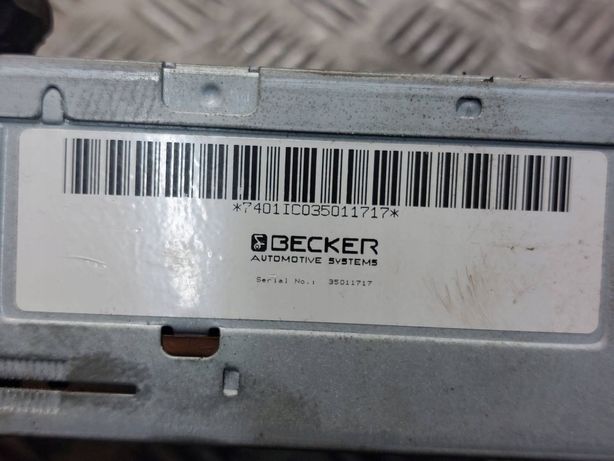 *7401IC035011717*
BECKER
AUTOMOTIVE SYSTEMS
Serial No.: 35011717